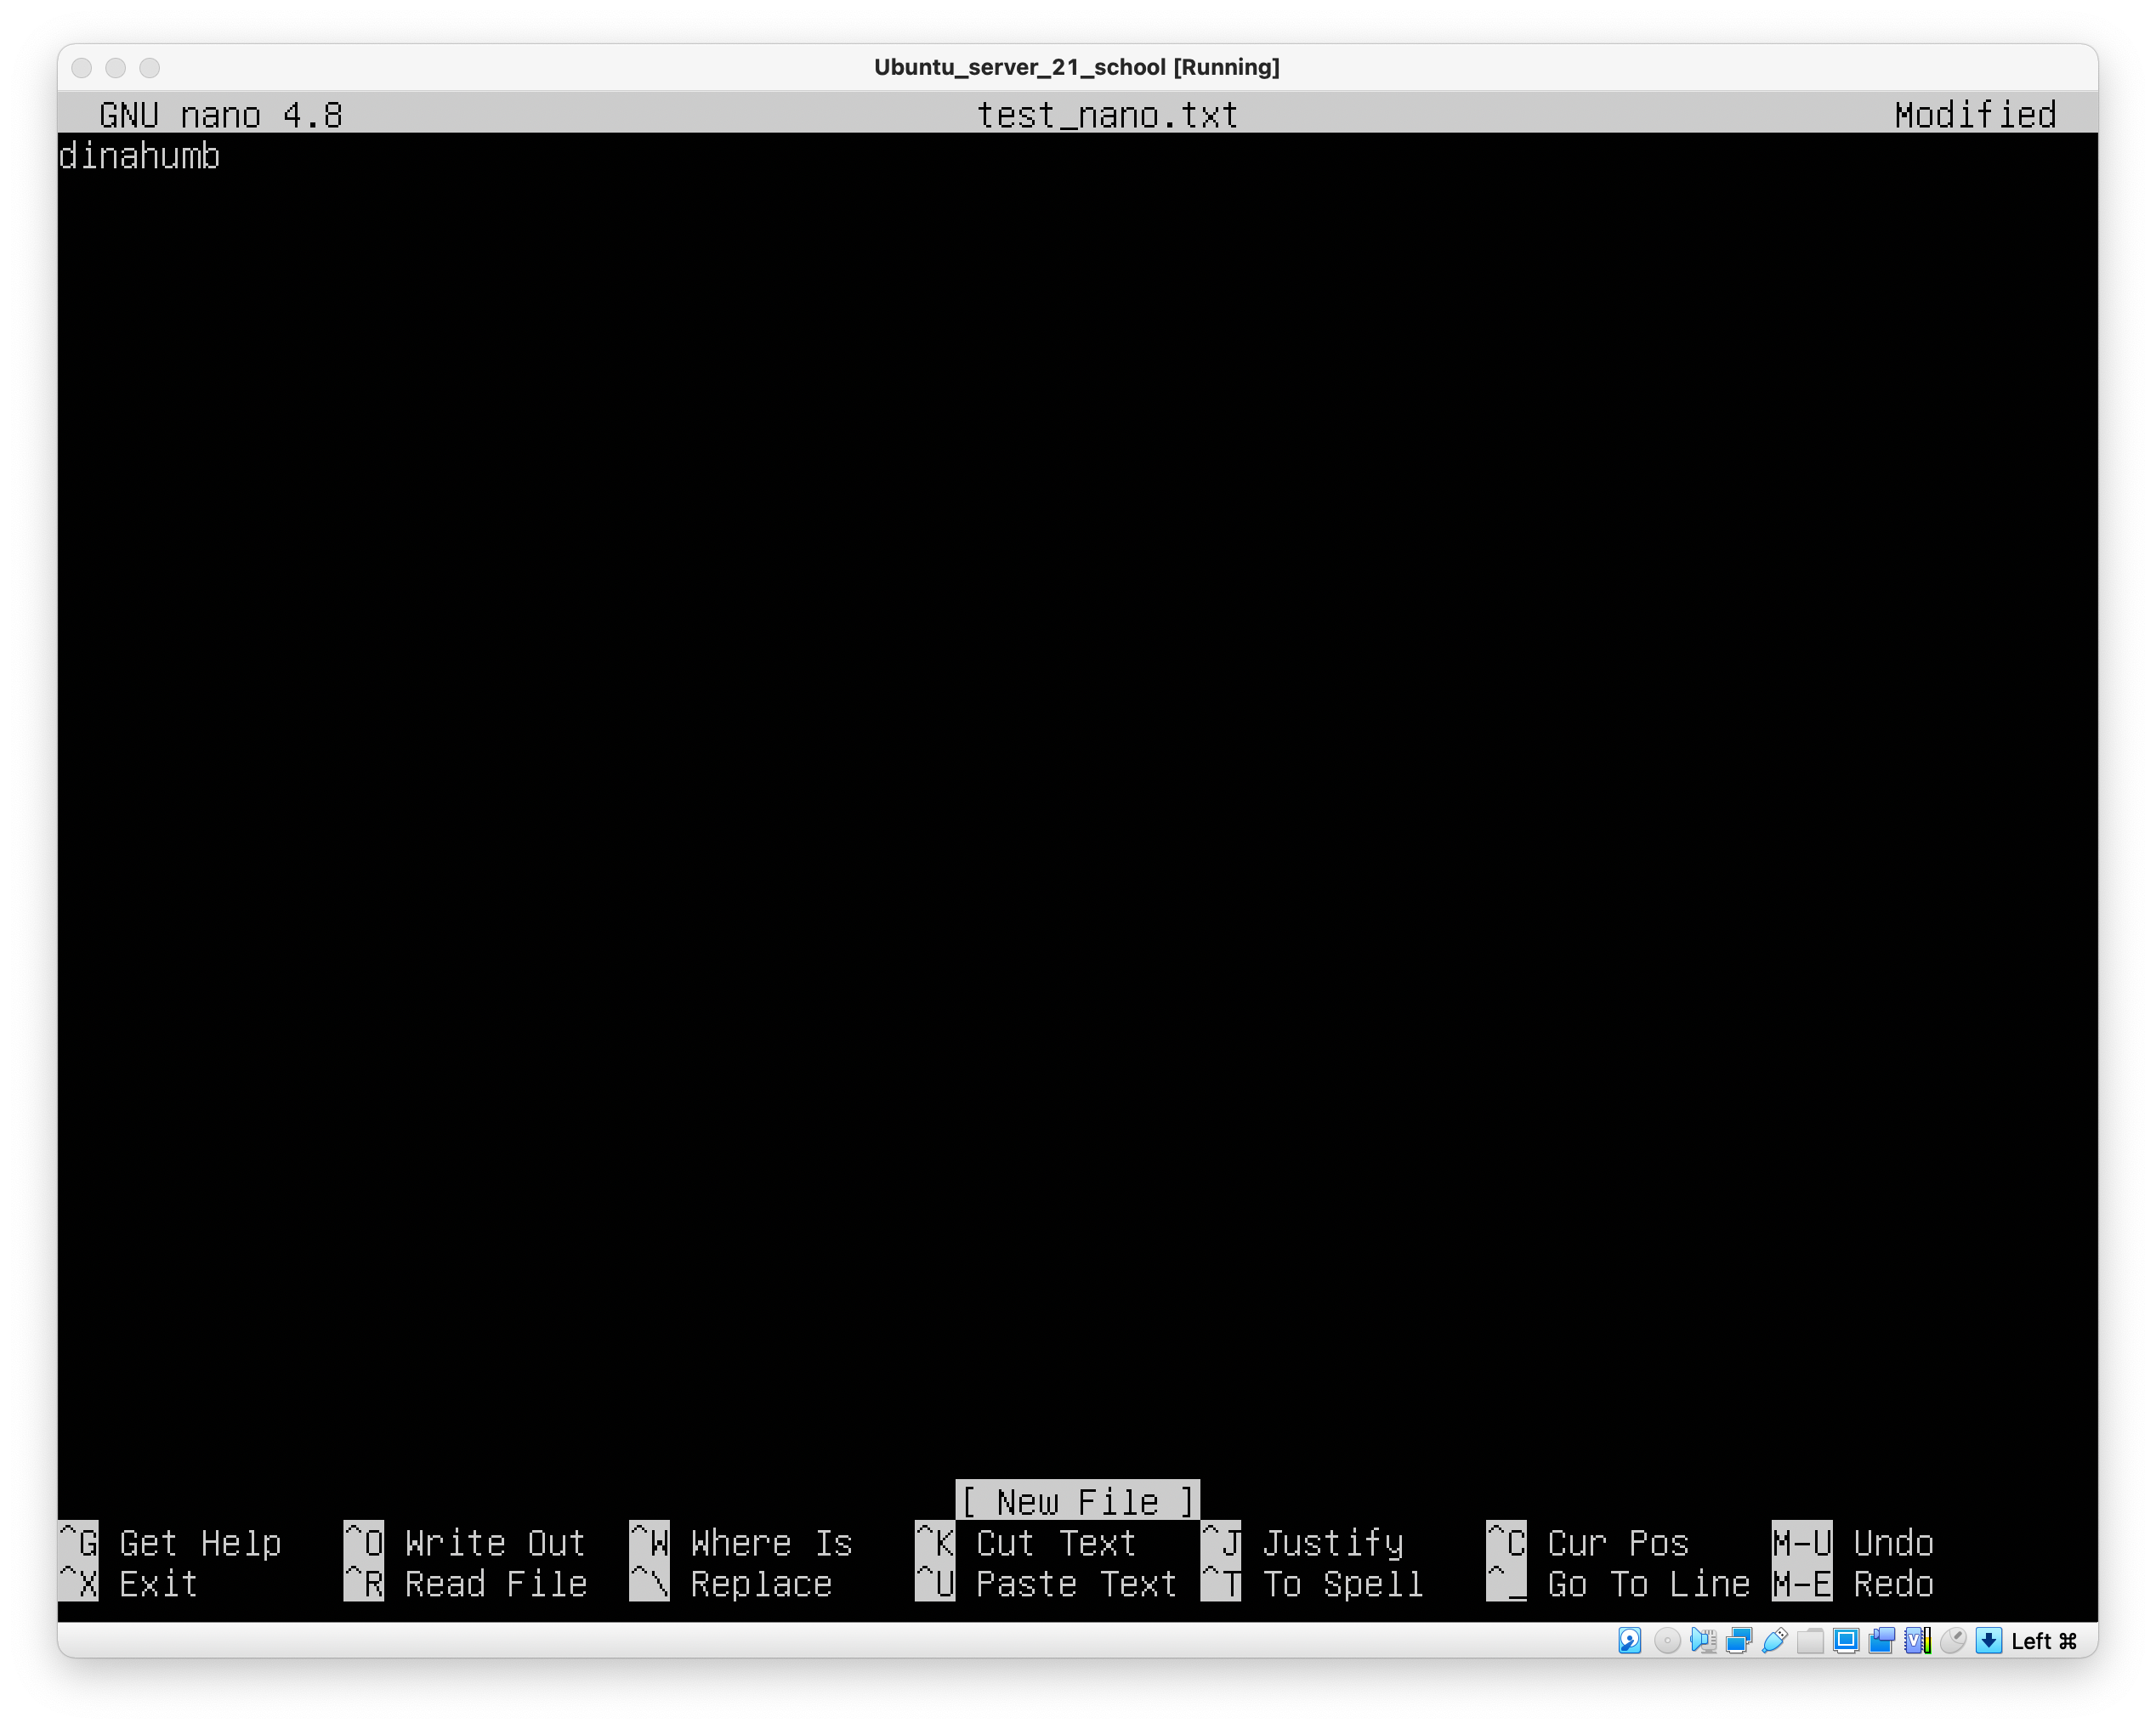 Ubuntu_server_21_school [Running]
GNU nano 4.8 test_nano.txt Modified
dinahumb
[ New File ]
^G Get Help ^O Write Out ^W Where Is ^K Cut Text ^J Justify ^C Cur Pos M-U Undo
^X Exit ^R Read File ^\ Replace ^U Paste Text ^T To Spell ^_ Go To Line M-E Redo
Left ⌘